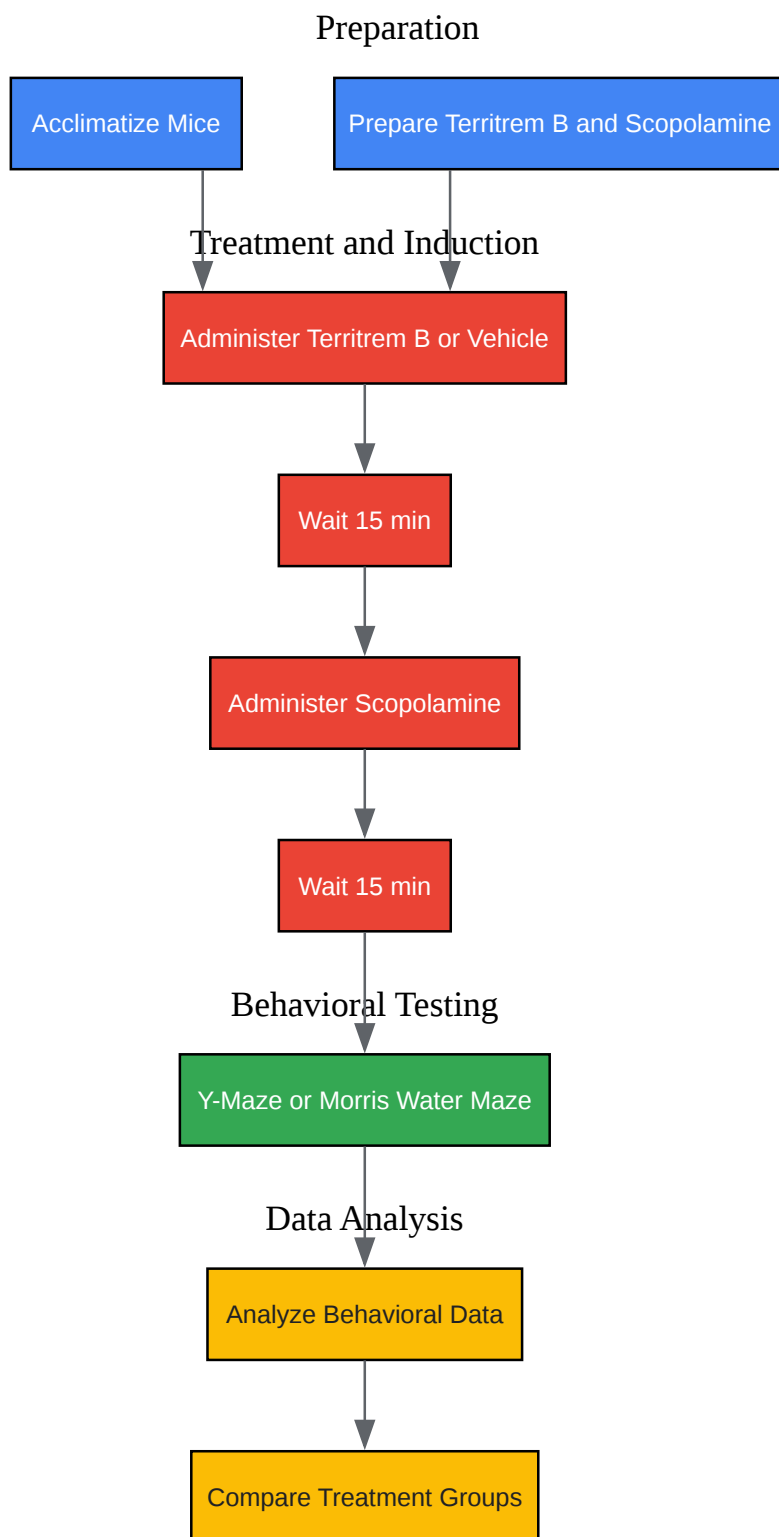 Preparation
Acclimatize Mice
Prepare Territrem B and Scopolamine
Treatment and Induction
Administer Territrem B or Vehicle
Wait 15 min
Administer Scopolamine
Wait 15 min
Behavioral Testing
Y-Maze or Morris Water Maze
Data Analysis
Analyze Behavioral Data
Compare Treatment Groups